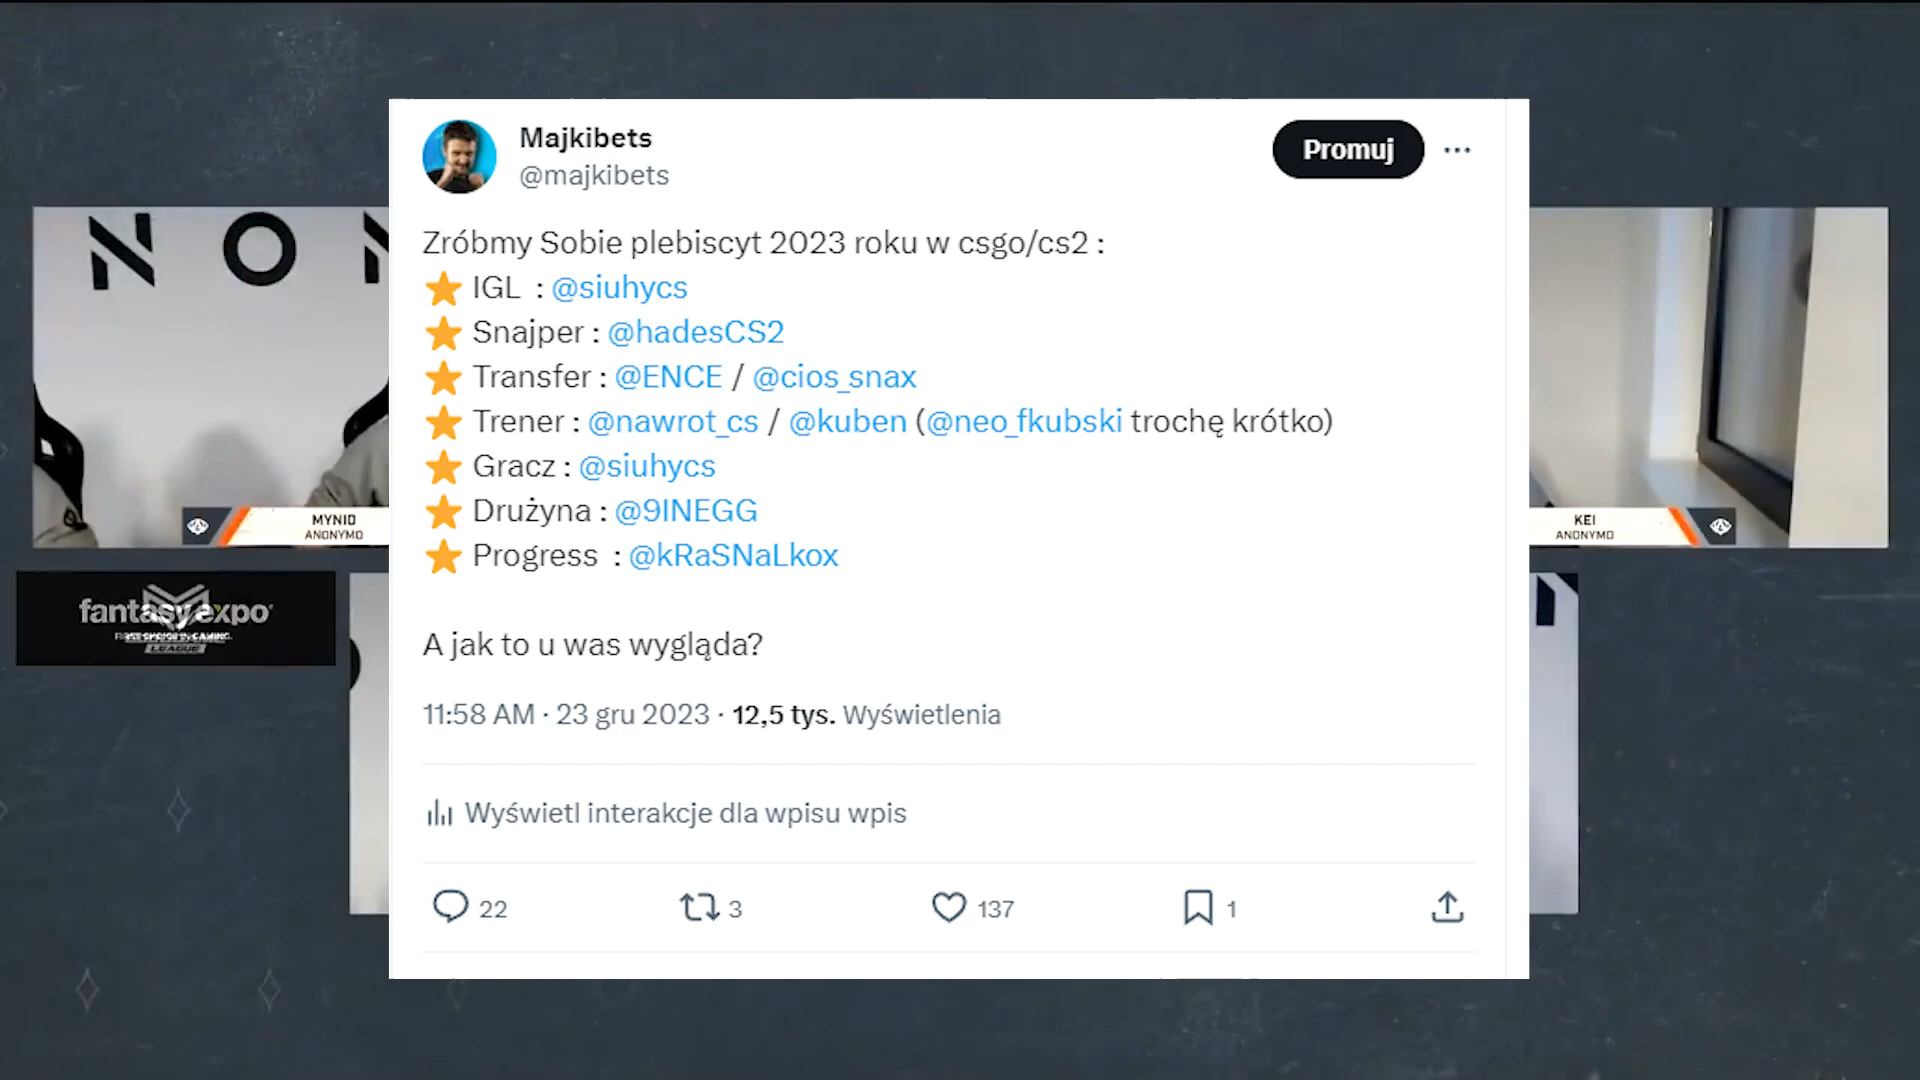 Majkibets
@majkibets
Promuj
Zróbmy Sobie plebiscyt 2023 roku w csgo/cs2 :
IGL : @siuhycs
Snajper : @hadesCS2
Transfer : @ENCE / @cios_snax
Trener : @nawrot_cs / @kuben (@neo_fkubski trochę krótko)
Gracz : @siuhycs
Drużyna : @9INEGG
Progress : @kRaSNaLkox
A jak to u was wygląda?
11:58 AM · 23 gru 2023 · 12,5 tys. Wyświetlenia
Wyświetl interakcje dla wpisu wpis
22
3
137
1
N O N
MYNIO
ANONYMO
KEI
ANONYMO
fantasyexpo
LEAGUE